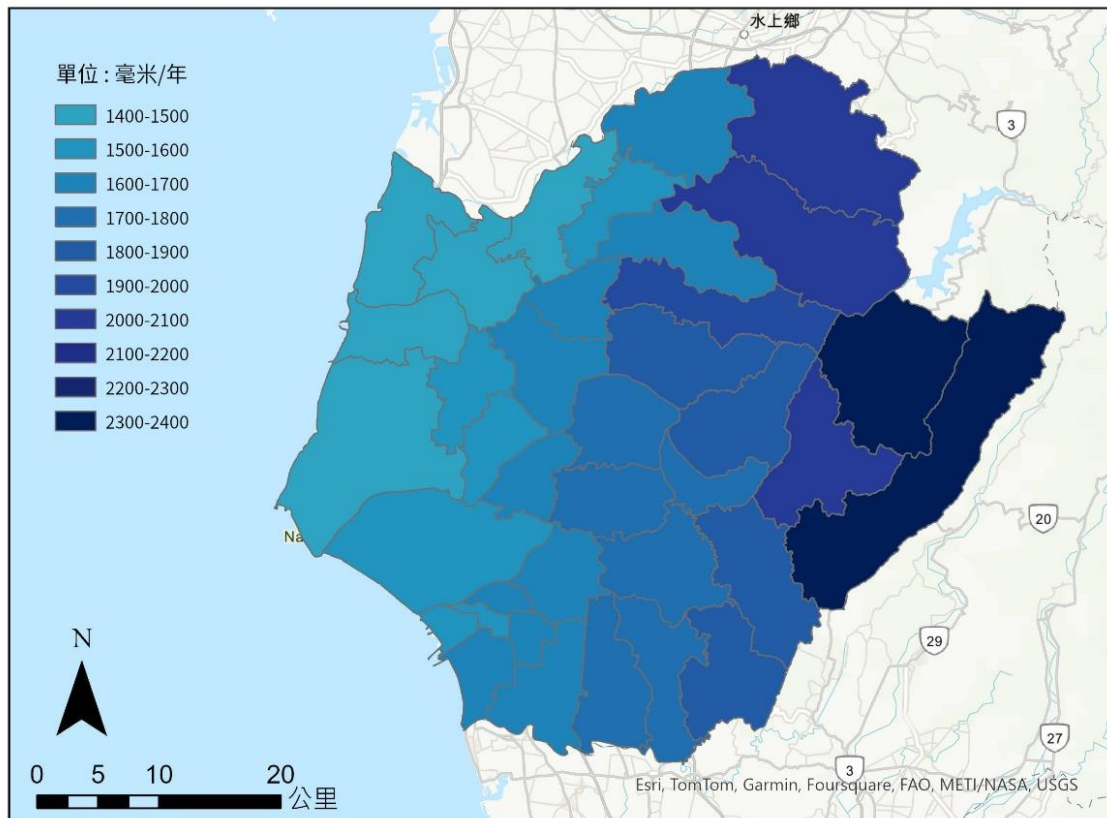 水上鄉
單位 : 毫米/年
1400-1500
1500-1600
1600-1700
1700-1800
1800-1900
1900-2000
2000-2100
2100-2200
2200-2300
2300-2400
3
20
Na
29
N
27
3
0 5 10 20
公里
Esri, TomTom, Garmin, Foursquare, FAO, METI/NASA, USGS